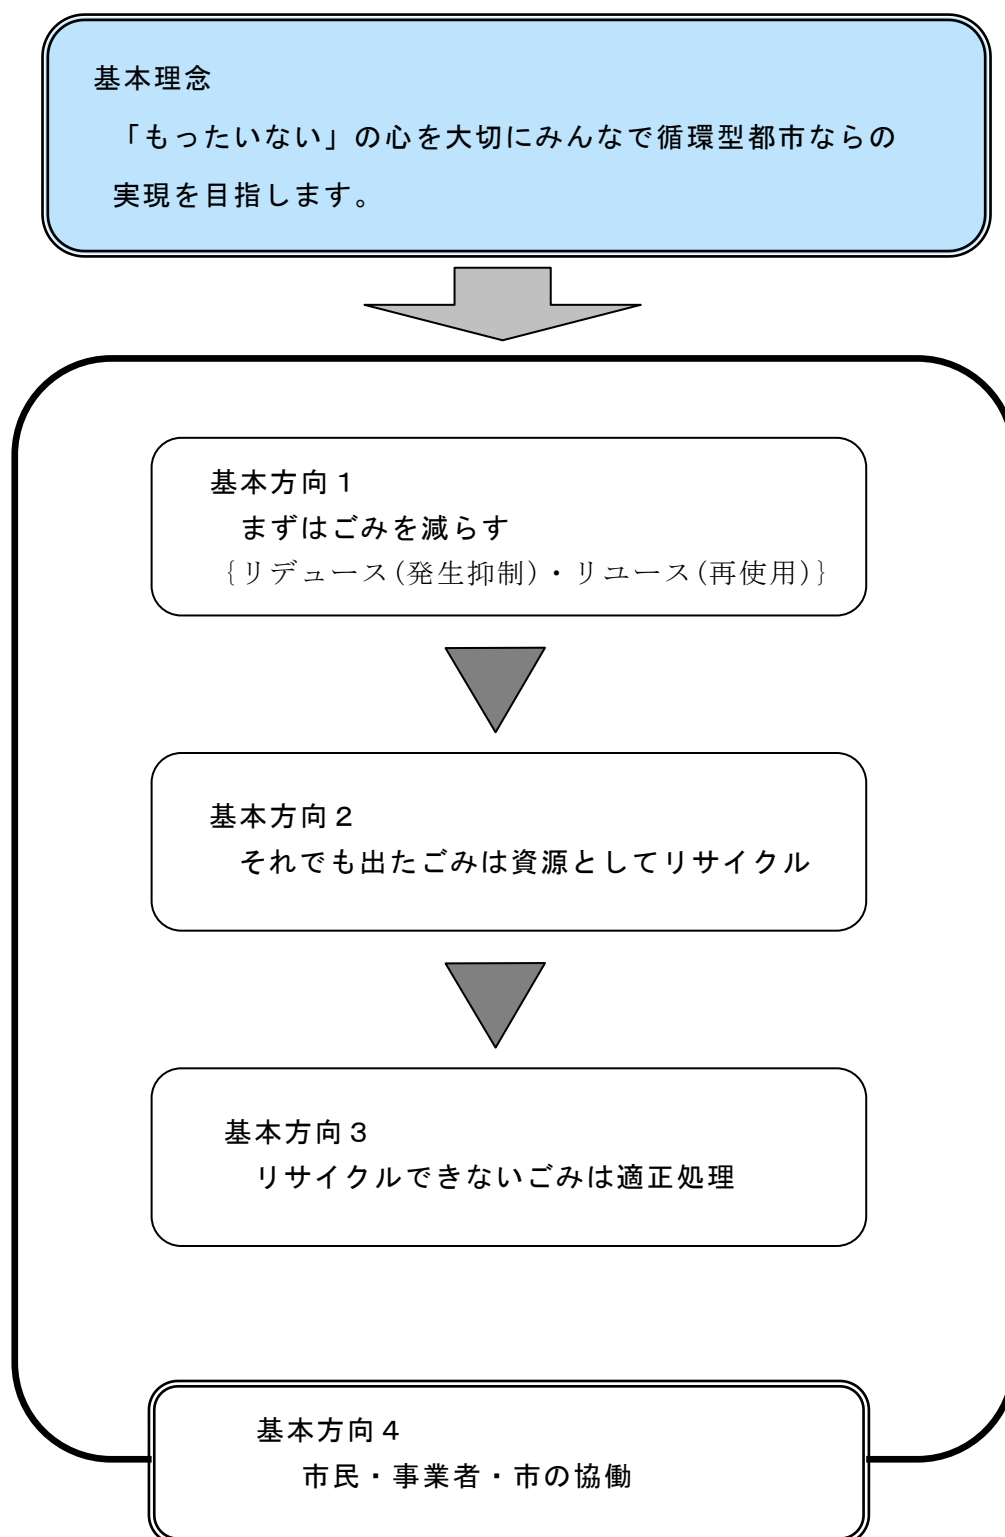 基本理念
「もったいない」の心を大切にみんなで循環型都市ならの
実現を目指します。
基本方向１
まずはごみを減らす
{リデュース(発生抑制)・リユース(再使用)}
基本方向２
それでも出たごみは資源としてリサイクル
基本方向３
リサイクルできないごみは適正処理
基本方向４
市民・事業者・市の協働